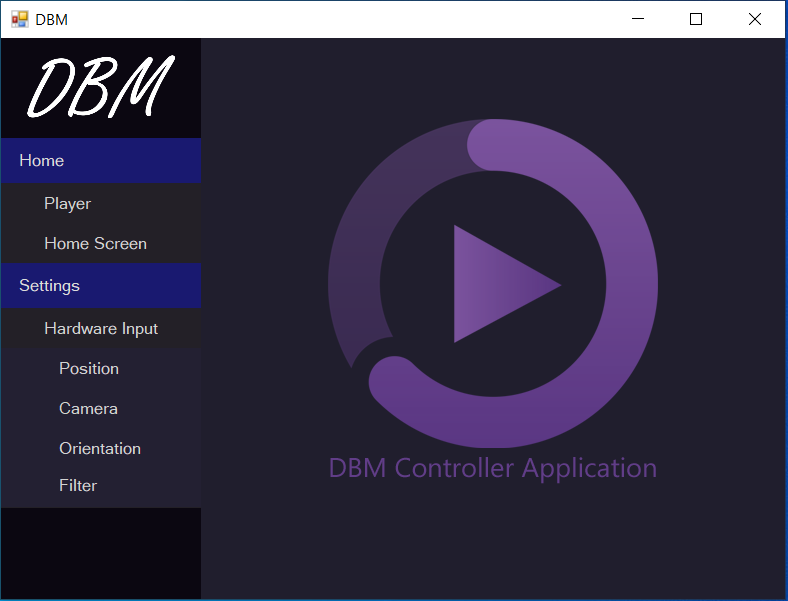 DBM
DBM
Home
Player
Home Screen
Settings
Hardware Input
Position
Camera
Orientation
Filter
DBM Controller Application